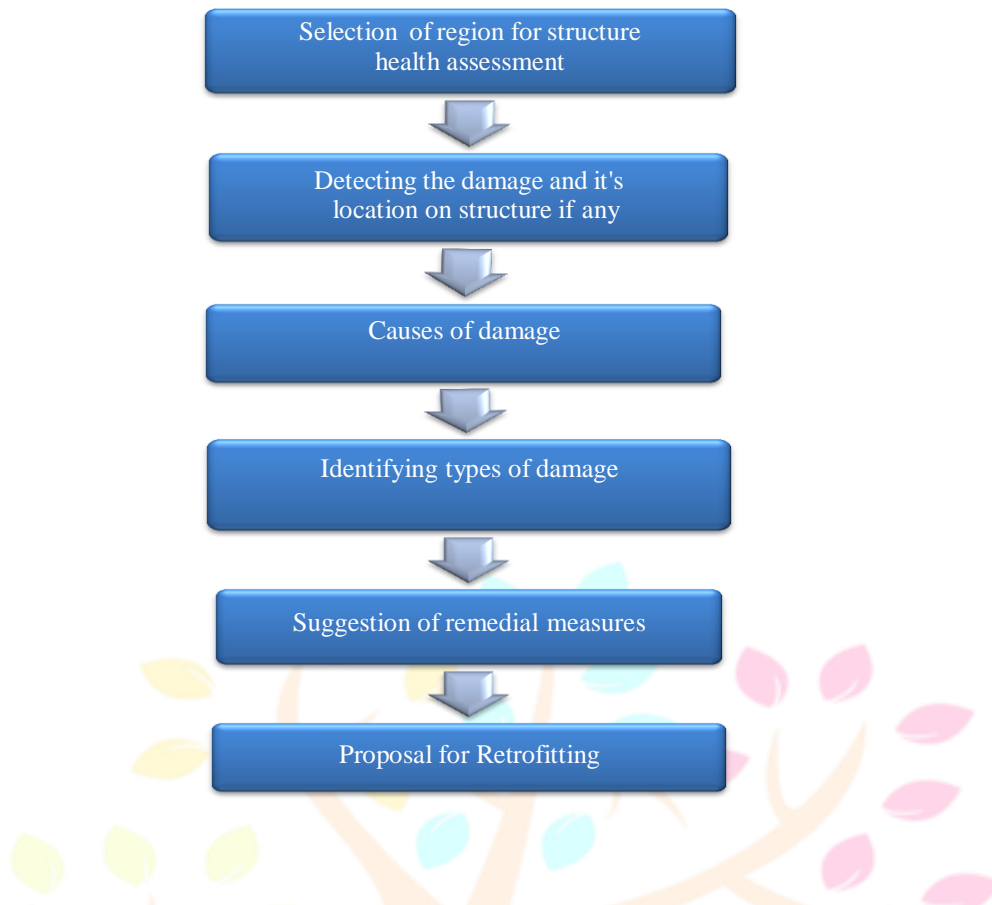 Selection of region for structure
health assessment
Detecting the damage and it's
location on structure if any
Causes of damage
Identifying types of damage
Suggestion of remedial measures
Proposal for Retrofitting